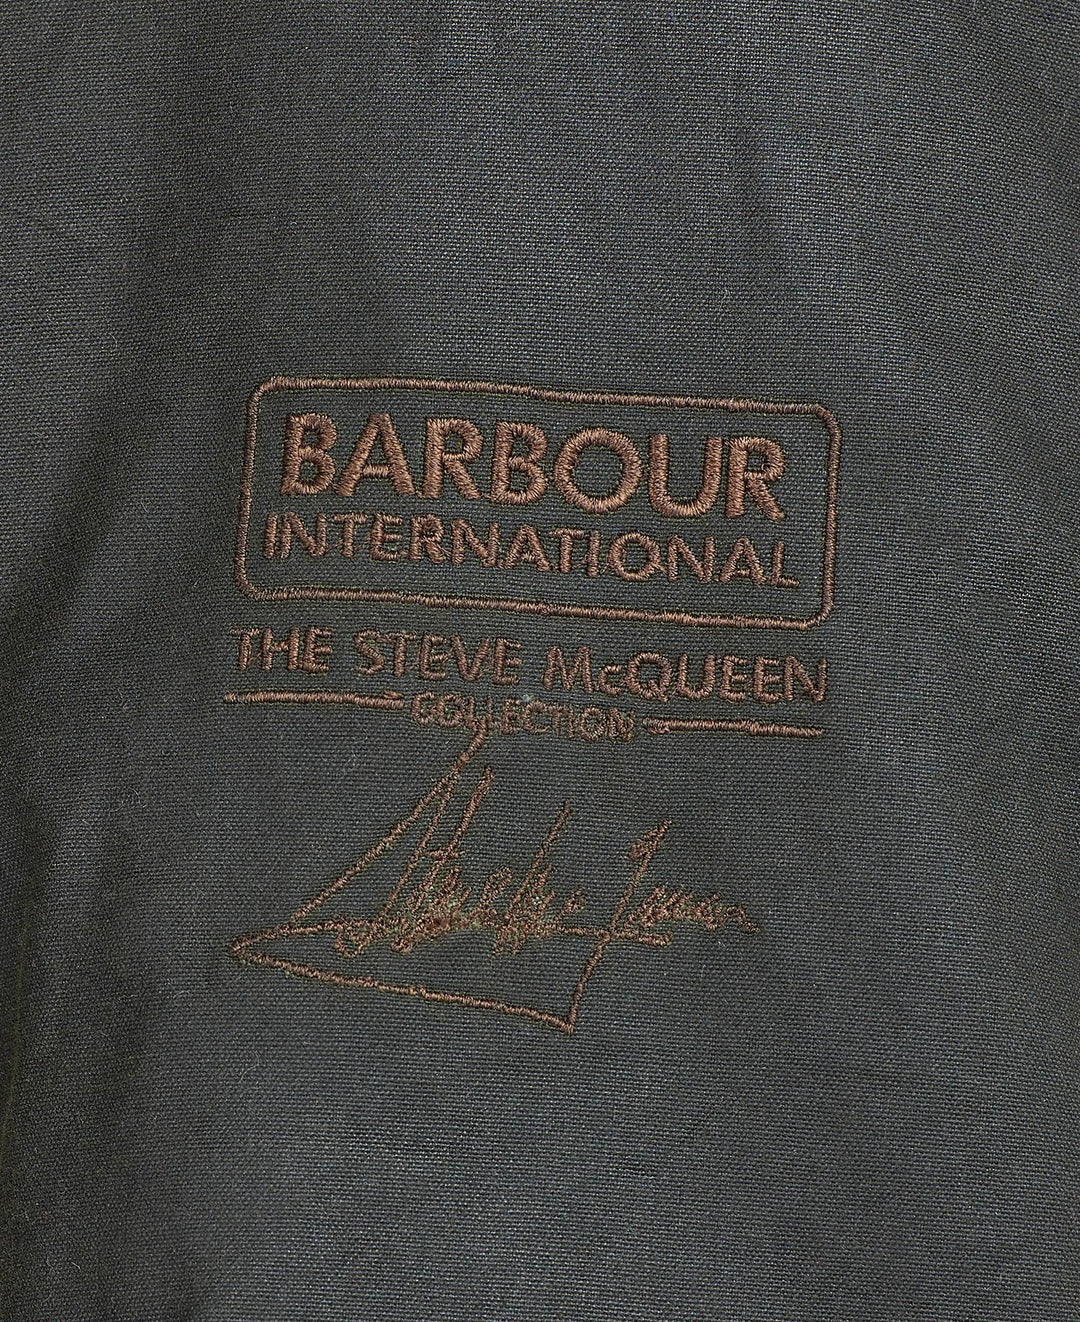 BARBOUR
INTERNATIONAL
THE STEVE McQUEEN
COLLECTION